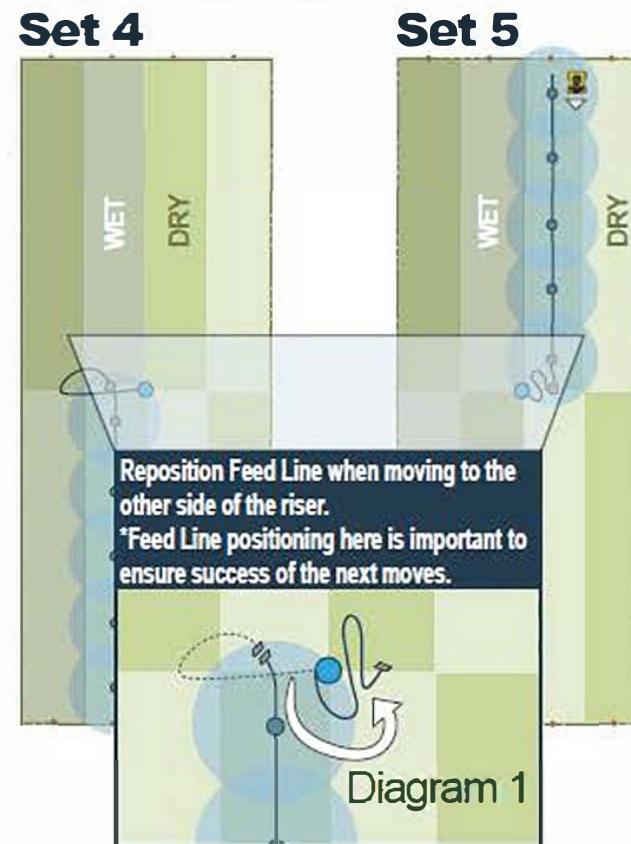 Set 4
Set 5
WET
DRY
WET
DRY
Reposition Feed Line when moving to the
other side of the riser.
*Feed Line positioning here is important to
ensure success of the next moves.
Diagram 1